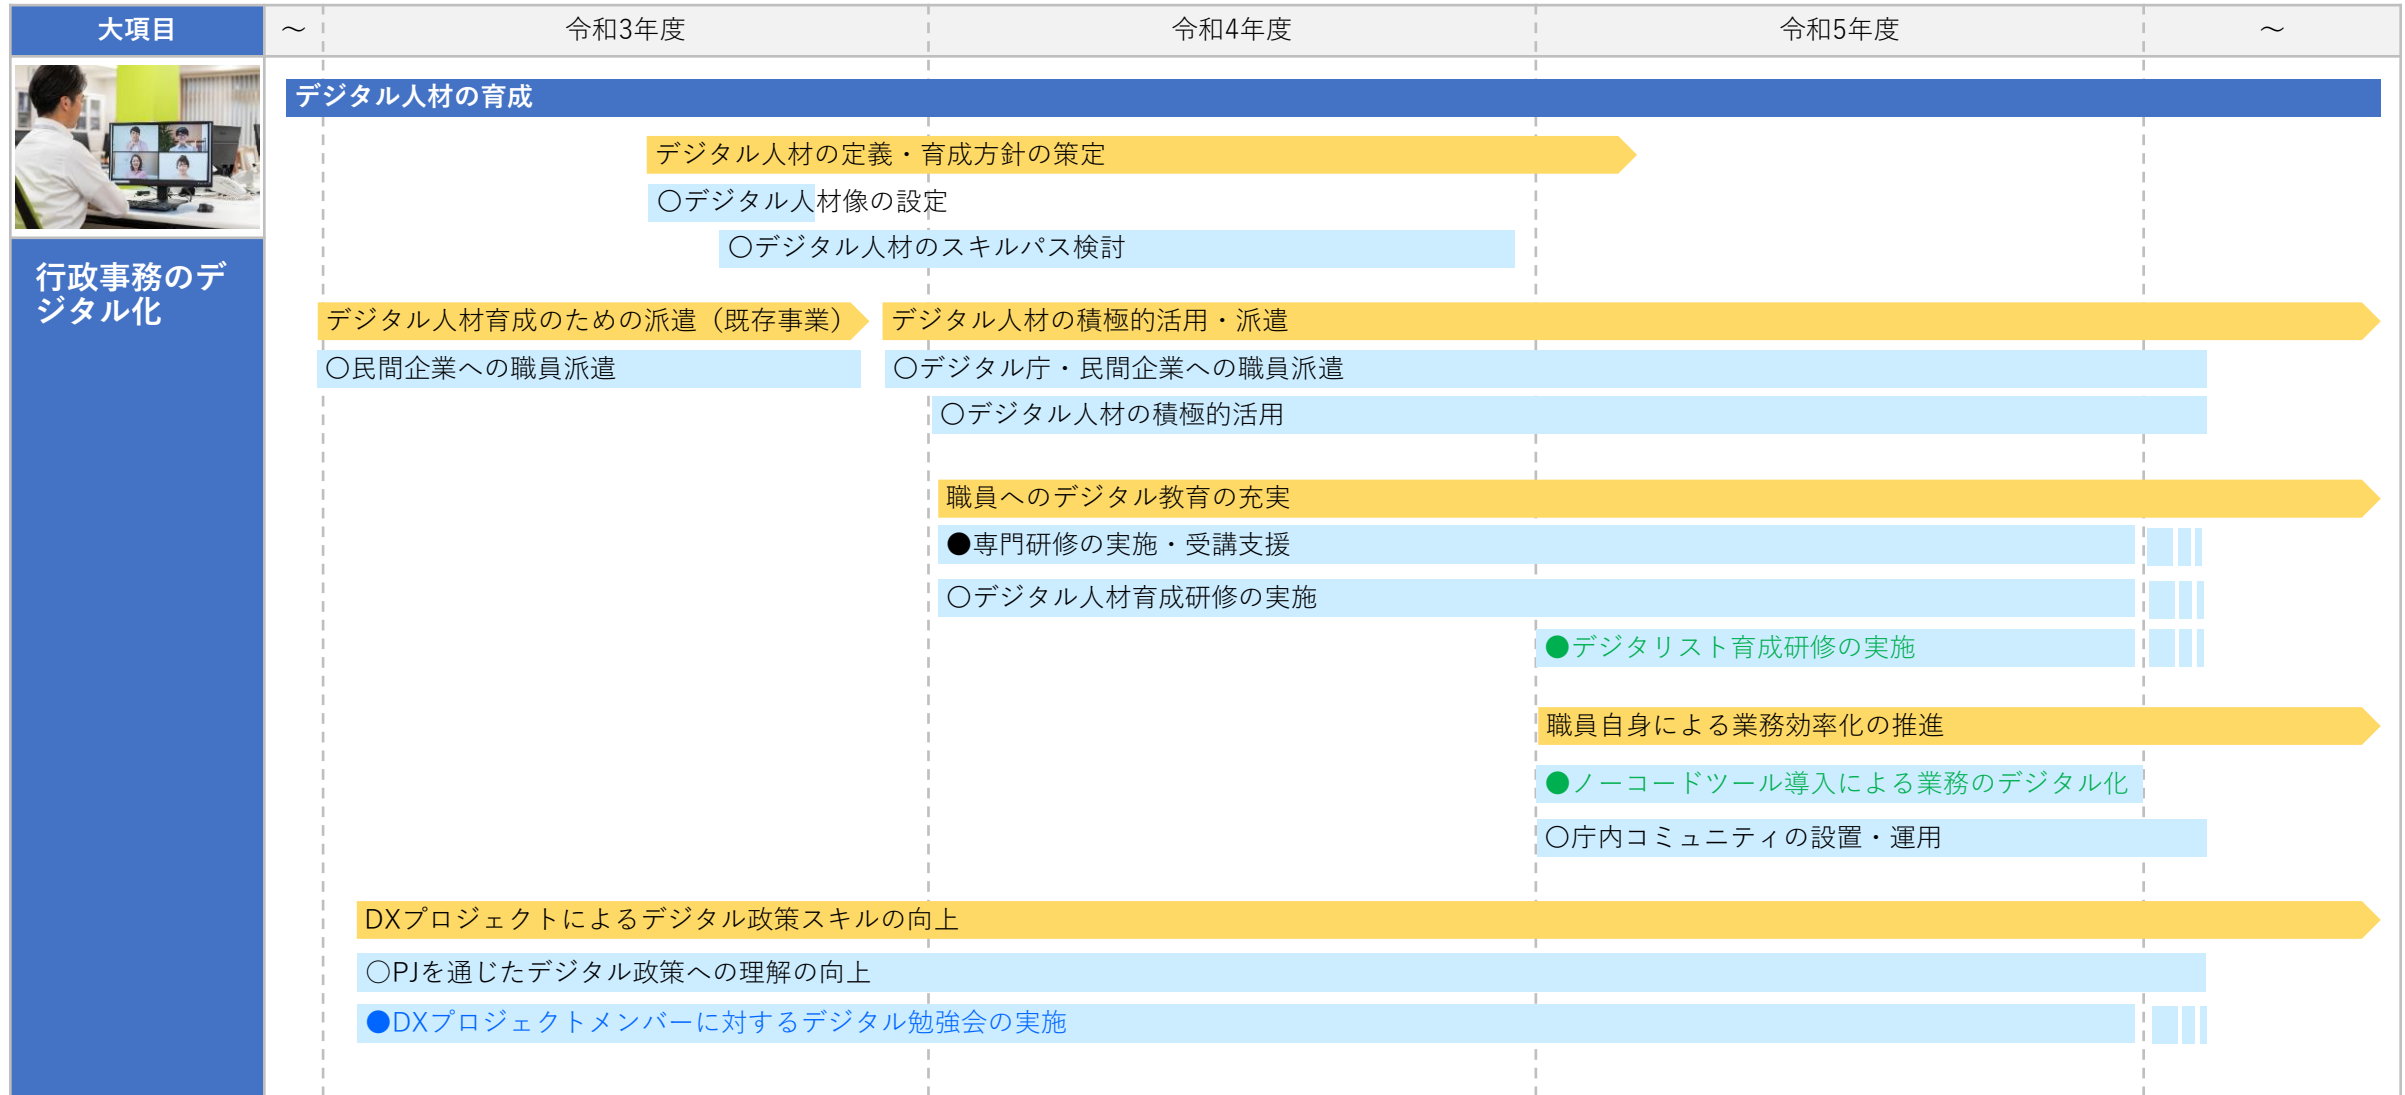 大項目
～
令和3年度
令和4年度
令和5年度
～
行政事務のデ
ジタル化
デジタル人材の育成
デジタル人材の定義・育成方針の策定
〇デジタル人材像の設定
〇デジタル人材のスキルパス検討
デジタル人材育成のための派遣（既存事業）
デジタル人材の積極的活用・派遣
〇民間企業への職員派遣
〇デジタル庁・民間企業への職員派遣
〇デジタル人材の積極的活用
職員へのデジタル教育の充実
●専門研修の実施・受講支援
〇デジタル人材育成研修の実施
●デジタリスト育成研修の実施
職員自身による業務効率化の推進
●ノーコードツール導入による業務のデジタル化
〇庁内コミュニティの設置・運用
DXプロジェクトによるデジタル政策スキルの向上
〇PJを通じたデジタル政策への理解の向上
●DXプロジェクトメンバーに対するデジタル勉強会の実施